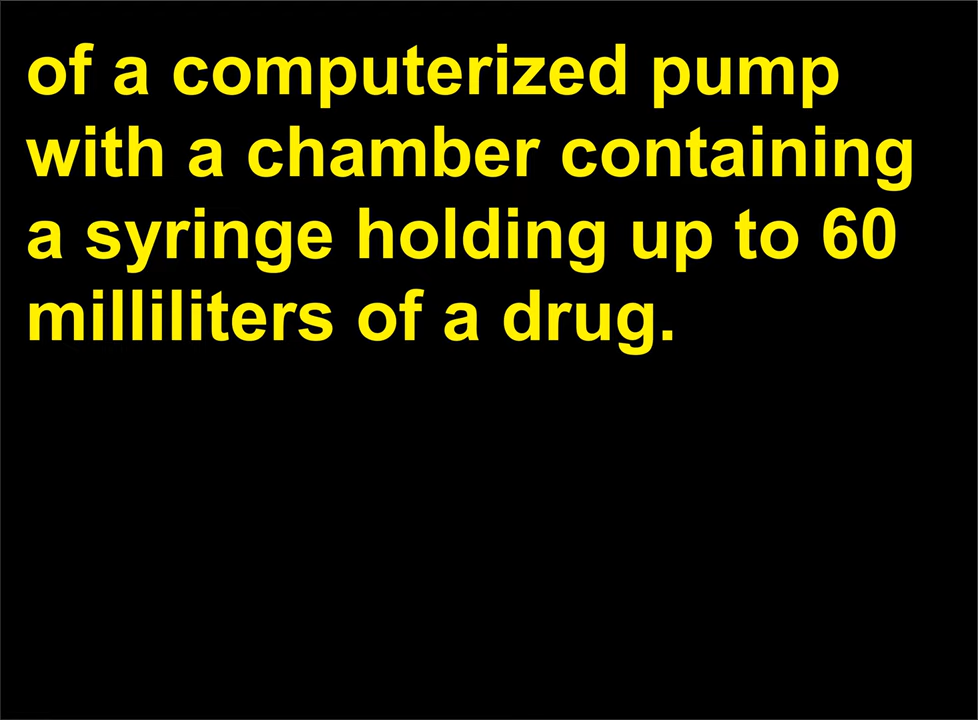 of a computerized pump
with a chamber containing
a syringe holding up to 60
milliliters of a drug.